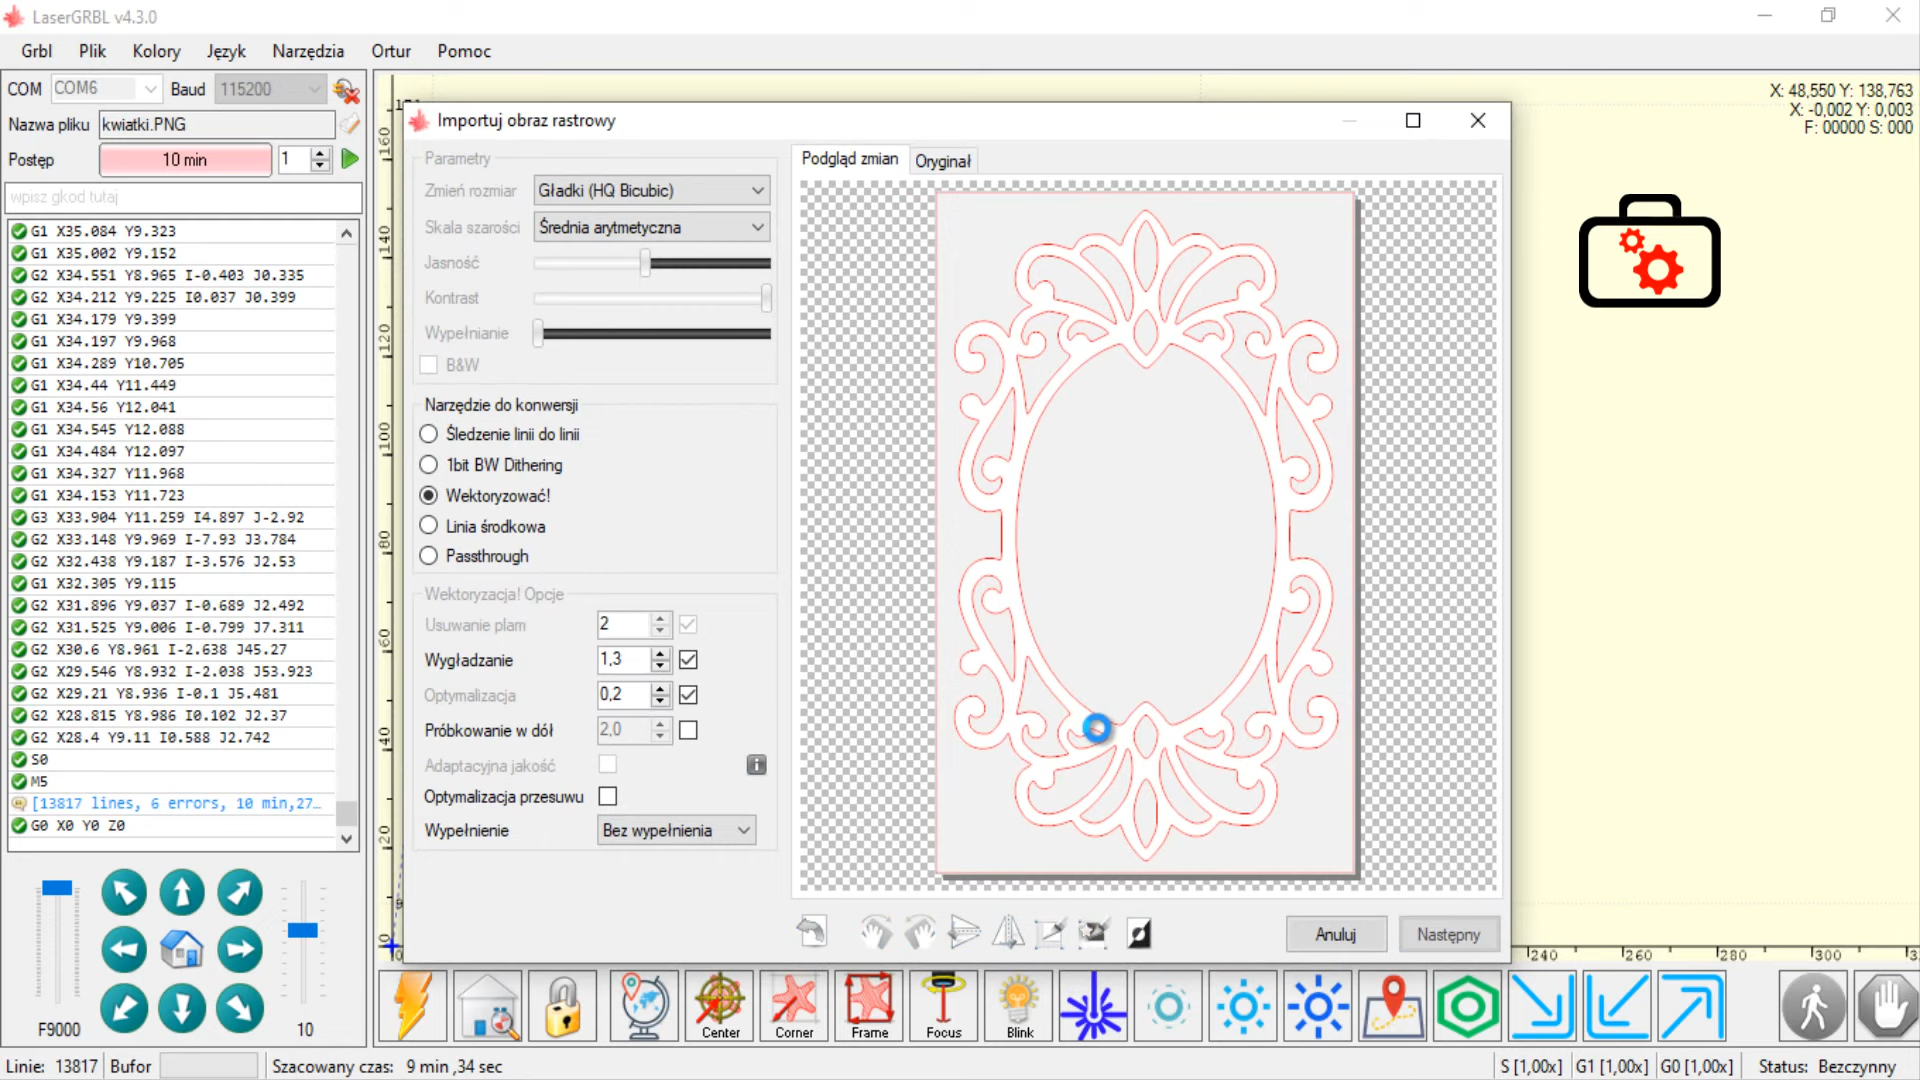 LaserGRBL v4.3.0
Grbl Plik Kolory Język Narzędzia Ortur Pomoc
COM COM6 Baud 115200
Nazwa pliku kwiatki.PNG
Postęp 10 min 1
wpisz gkod tutaj
G1 X35.084 Y9.323
G1 X35.002 Y9.152
G2 X34.551 Y8.965 I-0.403 J0.335
G2 X34.212 Y9.225 I0.037 J0.399
G1 X34.179 Y9.399
G1 X34.197 Y9.968
G1 X34.289 Y10.705
G1 X34.44 Y11.449
G1 X34.56 Y12.041
G1 X34.545 Y12.088
G1 X34.484 Y12.097
G1 X34.327 Y11.968
G1 X34.153 Y11.723
G3 X33.904 Y11.259 I4.897 J-2.92
G2 X33.148 Y9.969 I-7.93 J3.784
G2 X32.438 Y9.187 I-3.576 J2.53
G1 X32.305 Y9.115
G2 X31.896 Y9.037 I-0.689 J2.492
G2 X31.525 Y9.006 I-0.799 J7.311
G2 X30.6 Y8.961 I-2.638 J45.27
G2 X29.546 Y8.932 I-2.038 J53.923
G2 X29.21 Y8.936 I-0.1 J5.481
G2 X28.815 Y8.986 I0.102 J2.37
G2 X28.4 Y9.11 I0.588 J2.742
S0
M5
[13817 lines, 6 errors, 10 min,27…
G0 X0 Y0 Z0
F9000
10
160
140
120
100
80
60
40
20
0
X: 48,550 Y: 138,763
X: -0,002 Y: 0,003
F: 00000 S: 000
Importuj obraz rastrowy
Parametry
Zmień rozmiar Gładki (HQ Bicubic)
Skala szarości Średnia arytmetyczna
Jasność
Kontrast
Wypełnianie
B&W
Narzędzie do konwersji
Śledzenie linii do linii
1bit BW Dithering
Wektoryzować!
Linia środkowa
Passthrough
Wektoryzacja! Opcje
Usuwanie plam 2
Wygładzanie 1,3
Optymalizacja 0,2
Próbkowanie w dół 2,0
Adaptacyjna jakość
Optymalizacja przesuwu
Wypełnienie Bez wypełnienia
Podgląd zmian Oryginał
Anuluj Następny
240 260 280 300
Center Corner Frame Focus Blink
Linie: 13817 Bufor Szacowany czas: 9 min ,34 sec
S [1,00x] G1 [1,00x] G0 [1,00x] Status: Bezczynny